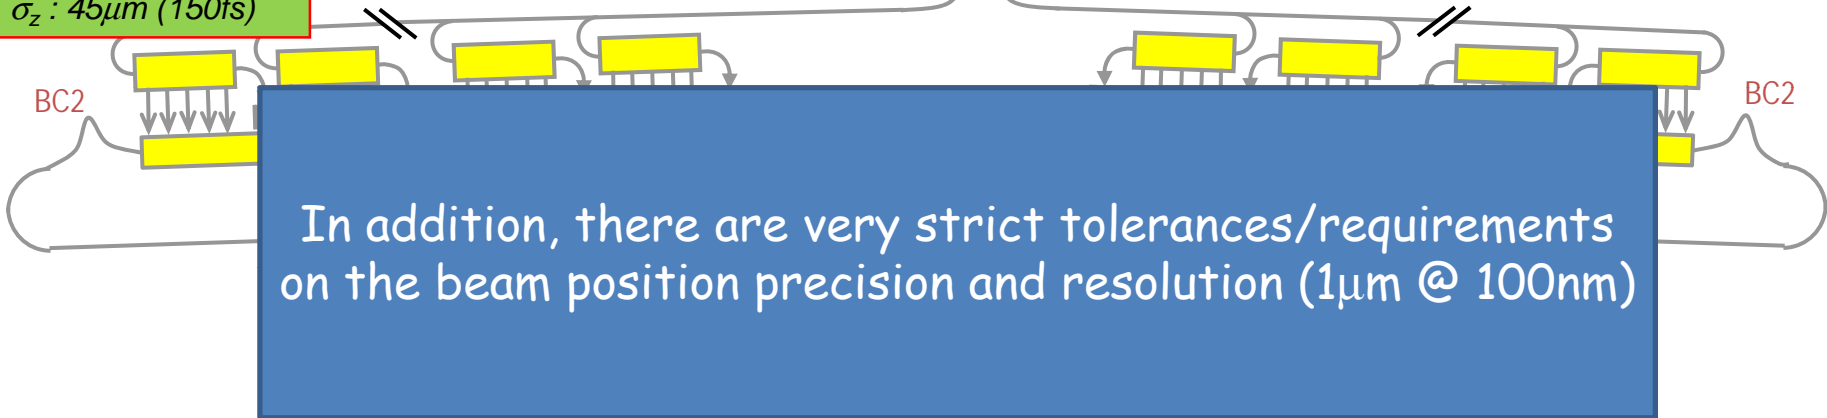 σz : 45μm (150fs)
BC2
BC2
In addition, there are very strict tolerances/requirements
on the beam position precision and resolution (1μm @ 100nm)